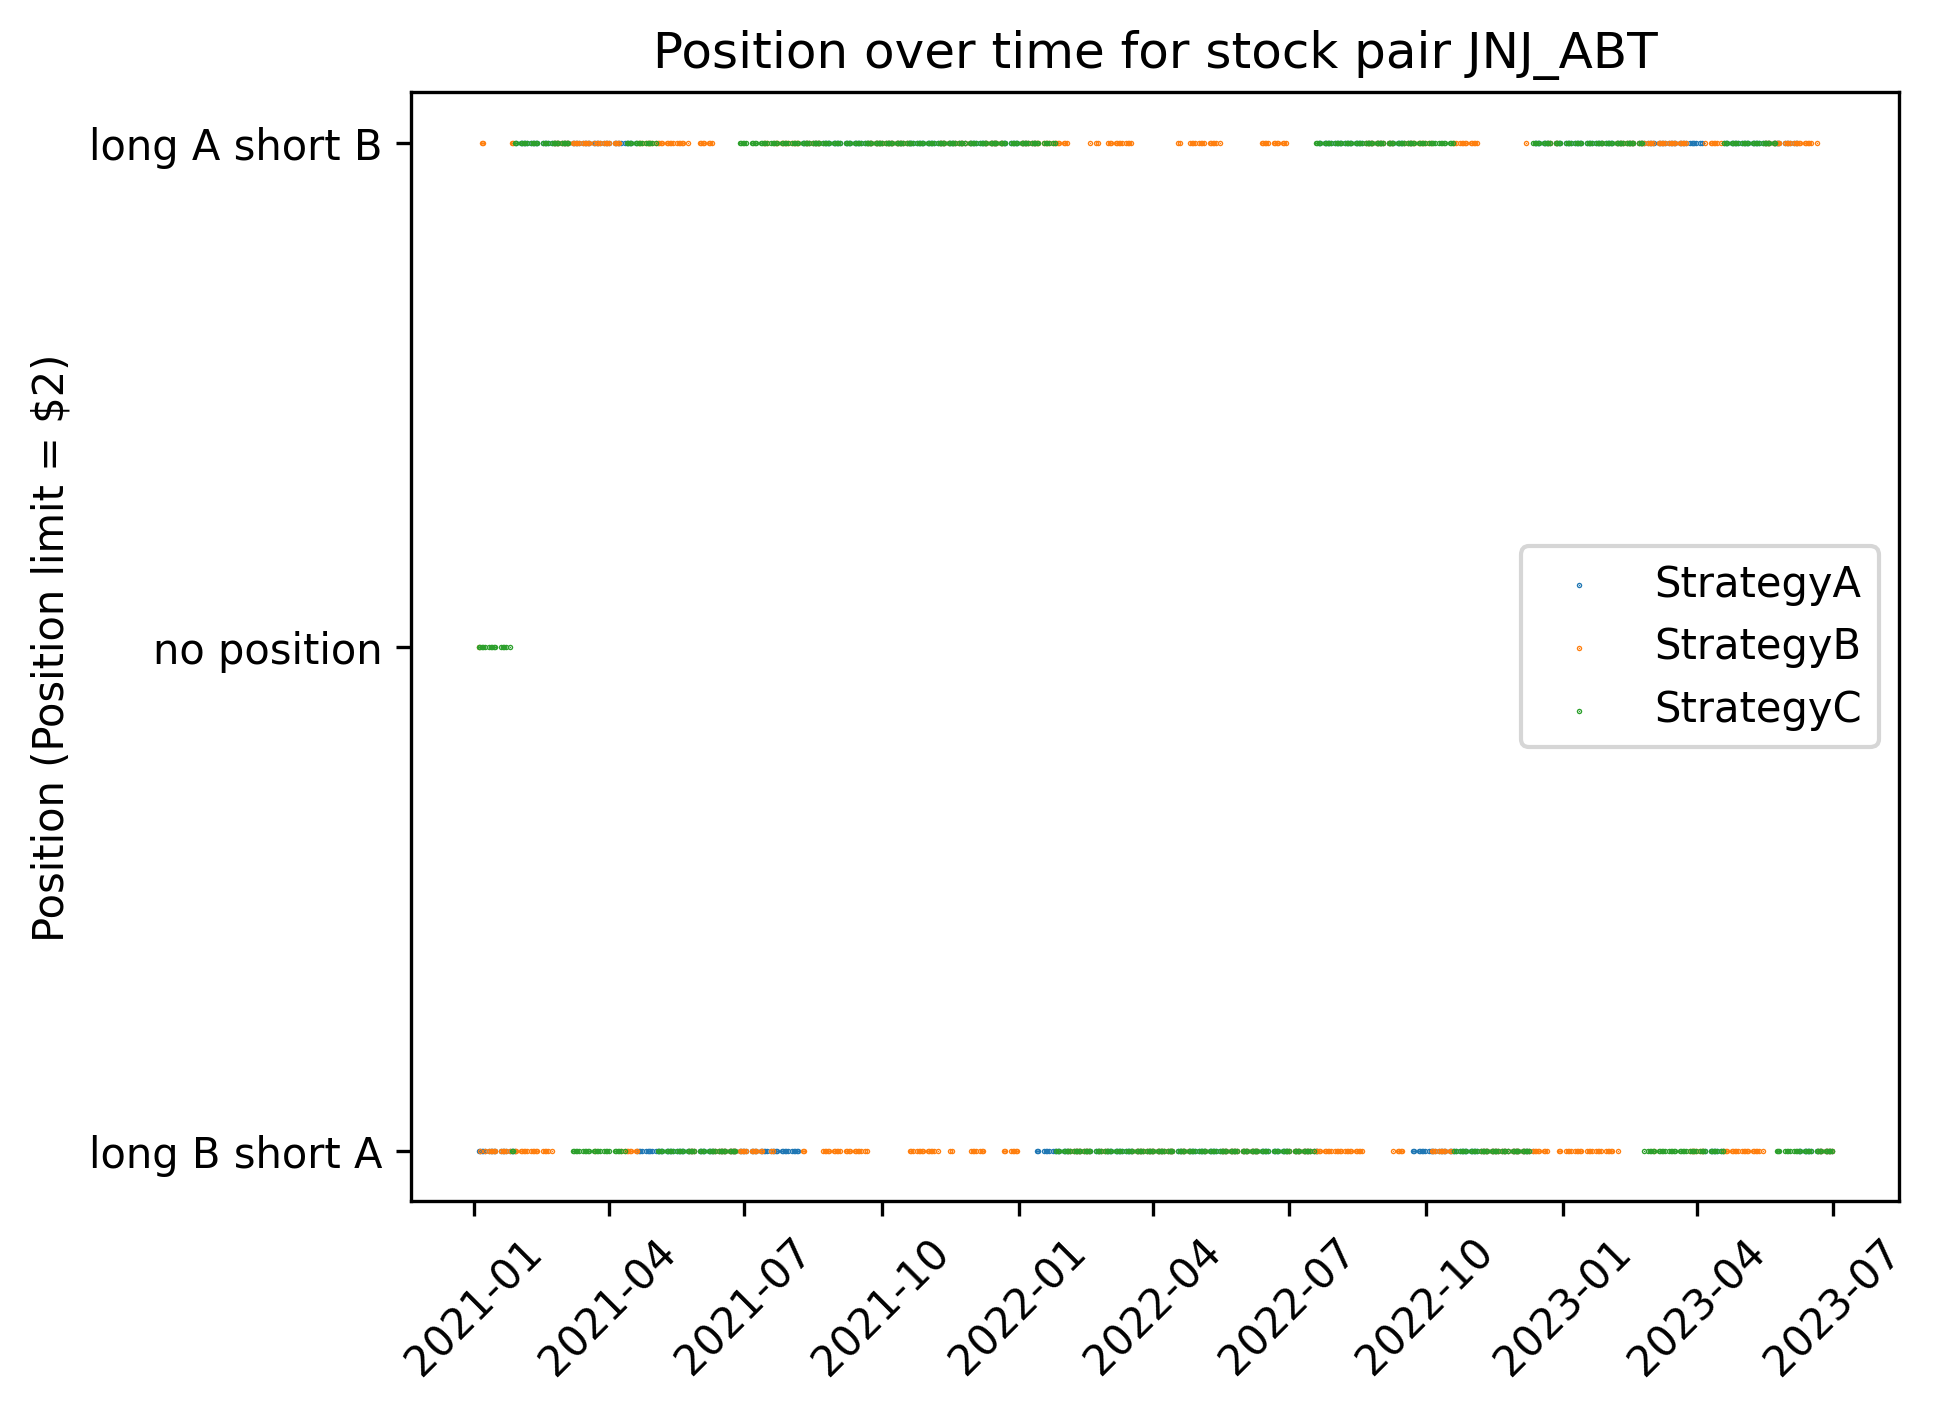 Position over time for stock pair JNJ_ABT
long A short B
no position
long B short A
Position (Position limit = $2)
StrategyA
StrategyB
StrategyC
2021-01
2021-04
2021-07
2021-10
2022-01
2022-04
2022-07
2022-10
2023-01
2023-04
2023-07